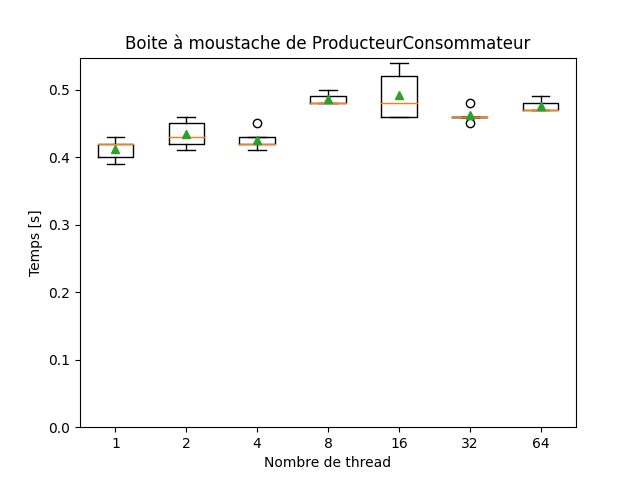 Boite à moustache de ProducteurConsommateur
Temps [s]
0.5
0.4
0.3
0.2
0.1
0.0
1 2 4 8 16 32 64
Nombre de thread